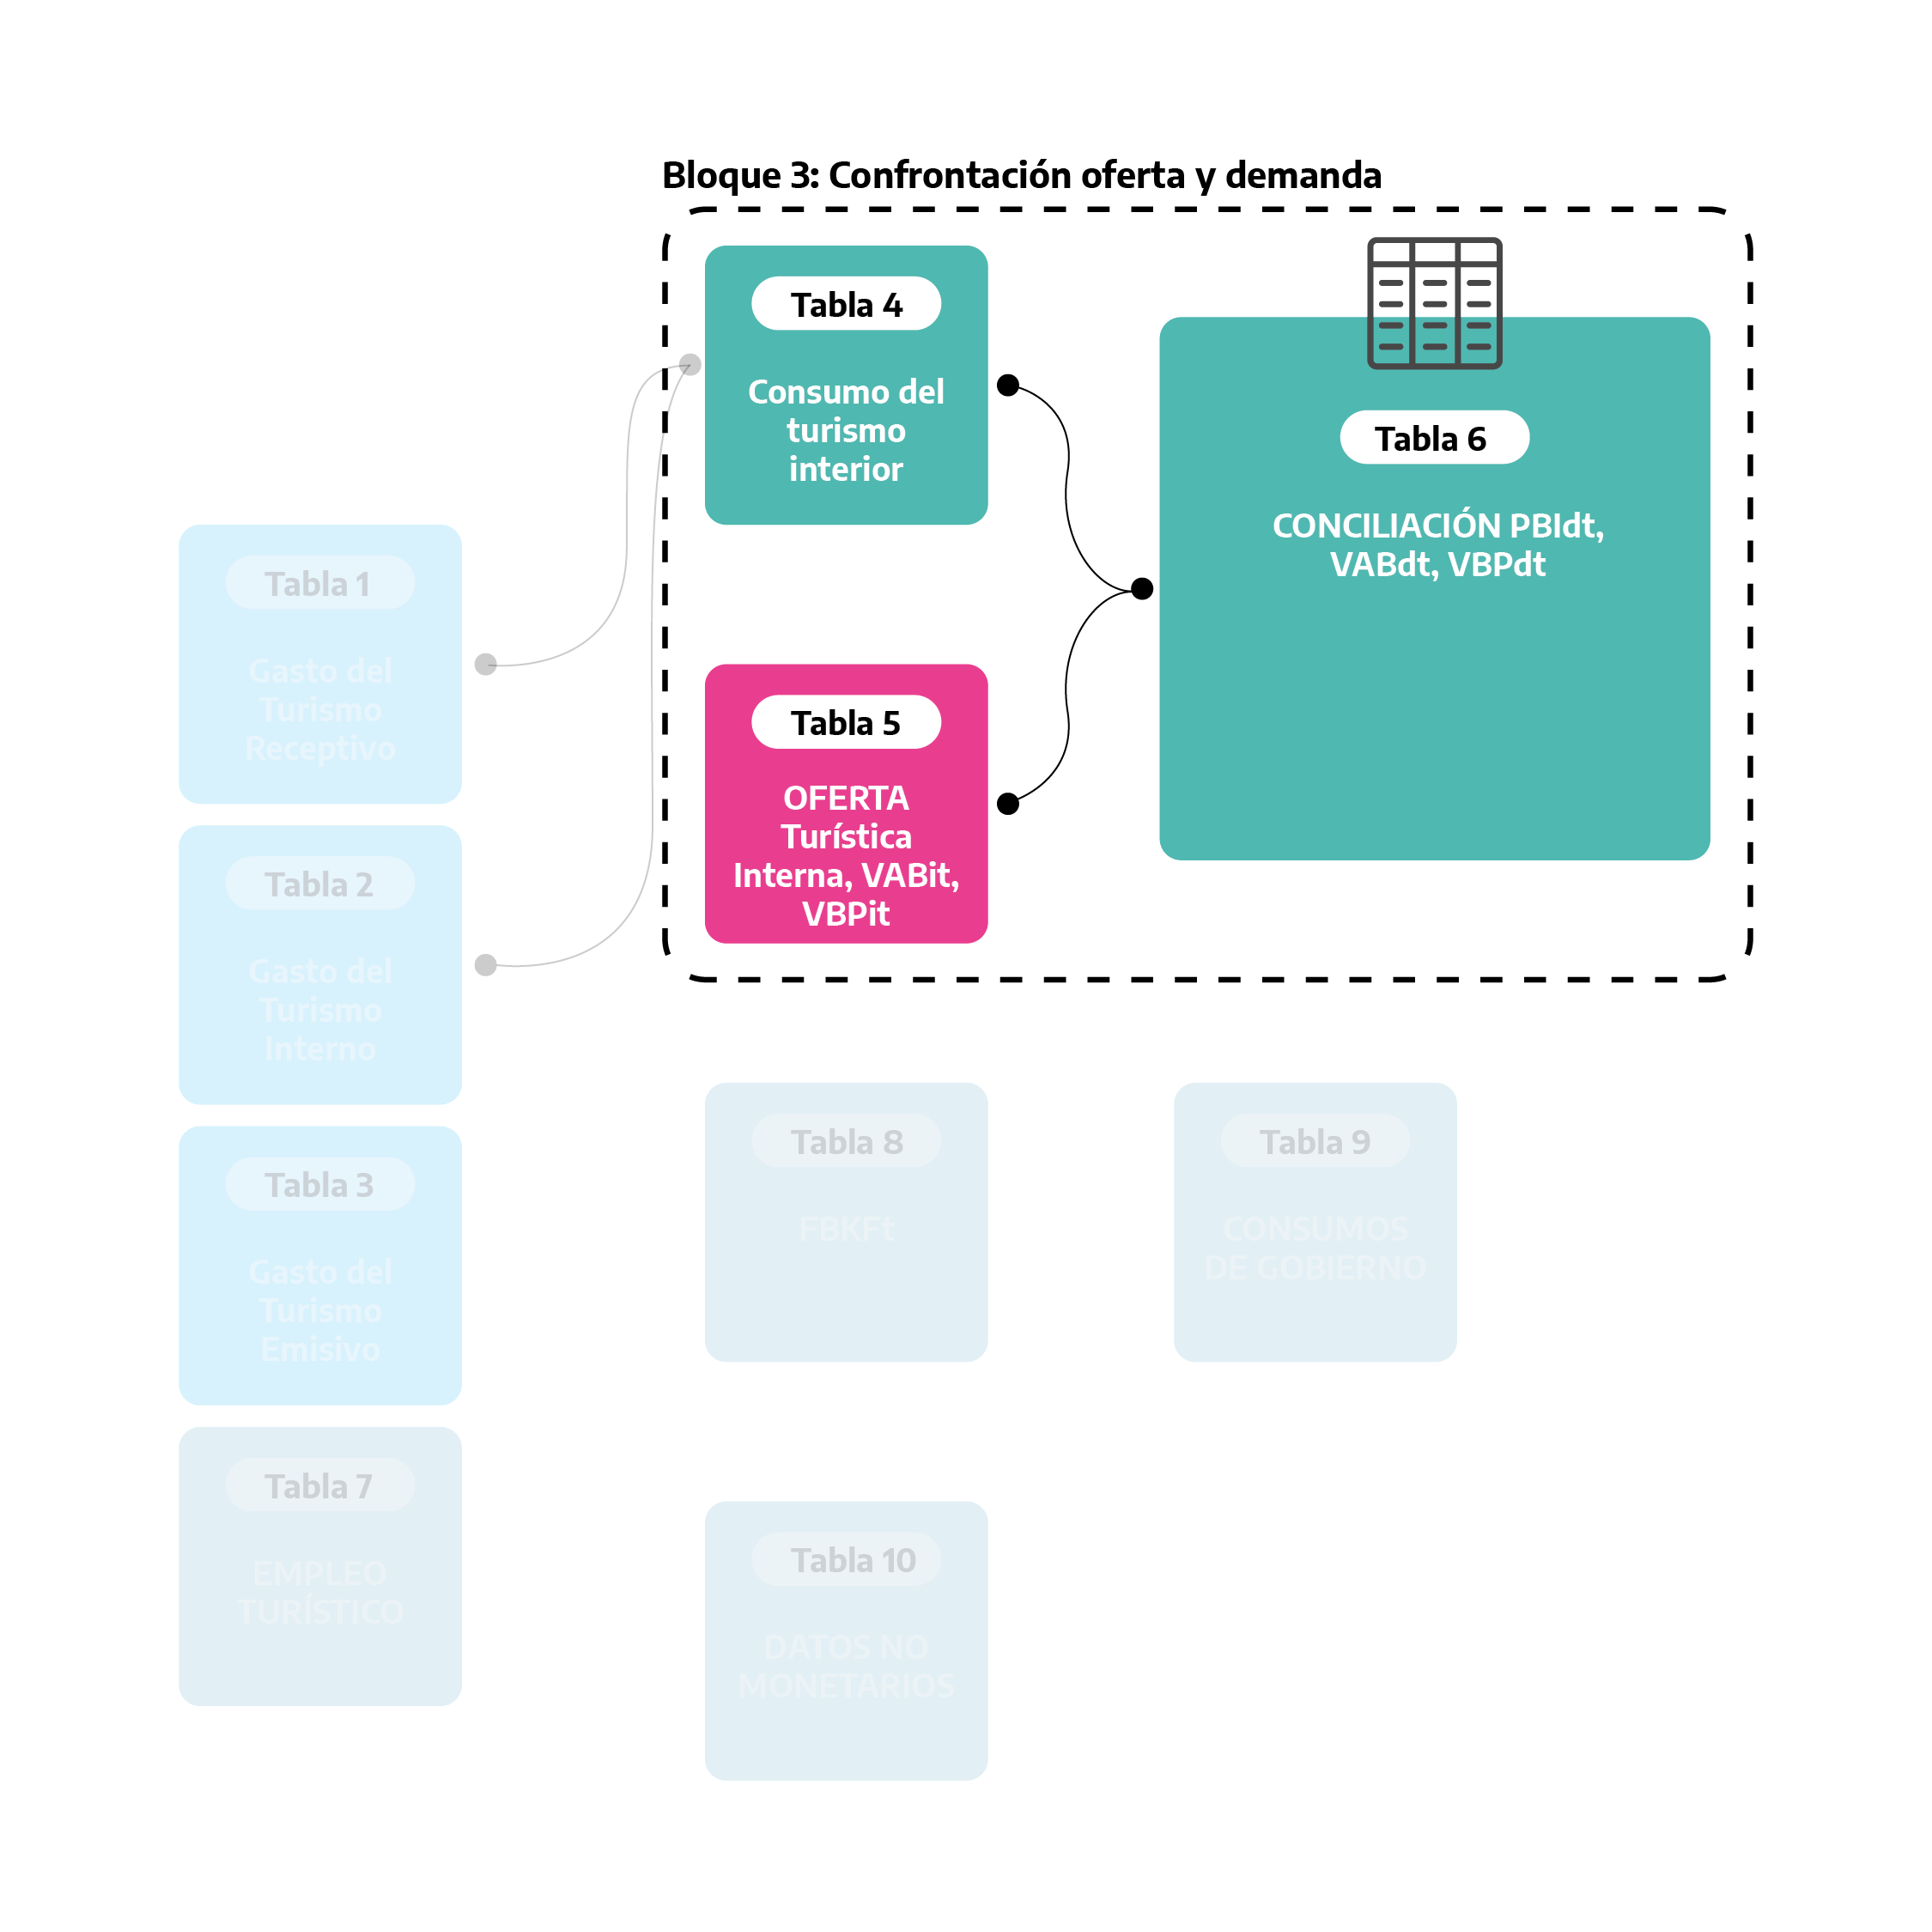 Bloque 3: Confrontación oferta y demanda
Tabla 4
Consumo del
turismo
interior
Tabla 6
CONCILIACIÓN PBIdt,
VABdt, VBPdt
Tabla 5
OFERTA
Turística
Interna, VABit,
VBPit
Tabla 1
Gasto del
Turismo
Receptivo
Tabla 2
Gasto del
Turismo
Interno
Tabla 3
Gasto del
Turismo
Emisivo
Tabla 7
EMPLEO
TURÍSTICO
Tabla 8
FBKFt
Tabla 9
CONSUMOS
DE GOBIERNO
Tabla 10
DATOS NO
MONETARIOS